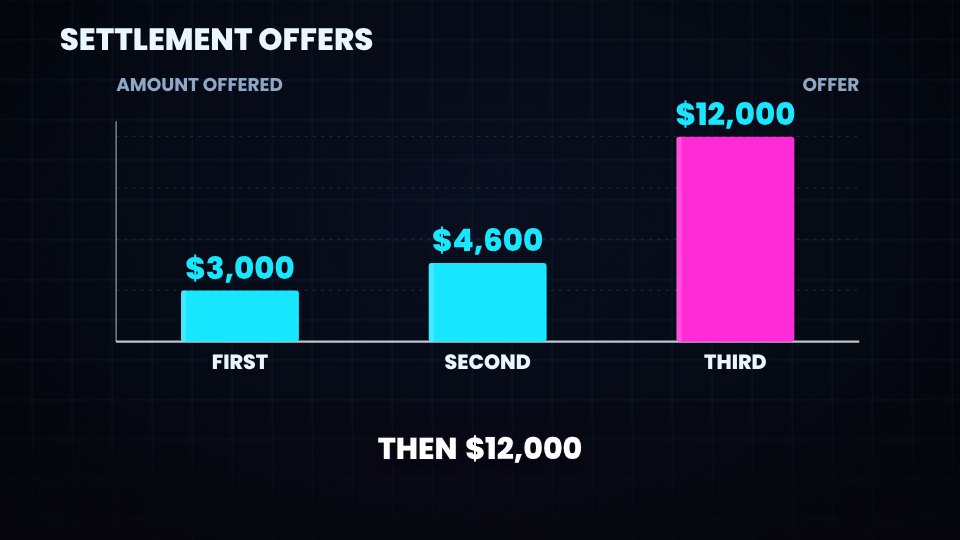 SETTLEMENT OFFERS
AMOUNT OFFERED
OFFER
$12,000
$4,600
$3,000
FIRST
SECOND
THIRD
THEN $12,000